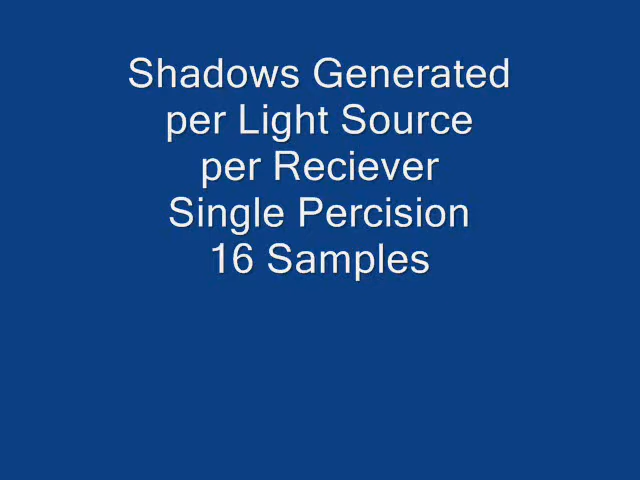 Shadows Generated
per Light Source
per Reciever
Single Percision
16 Samples